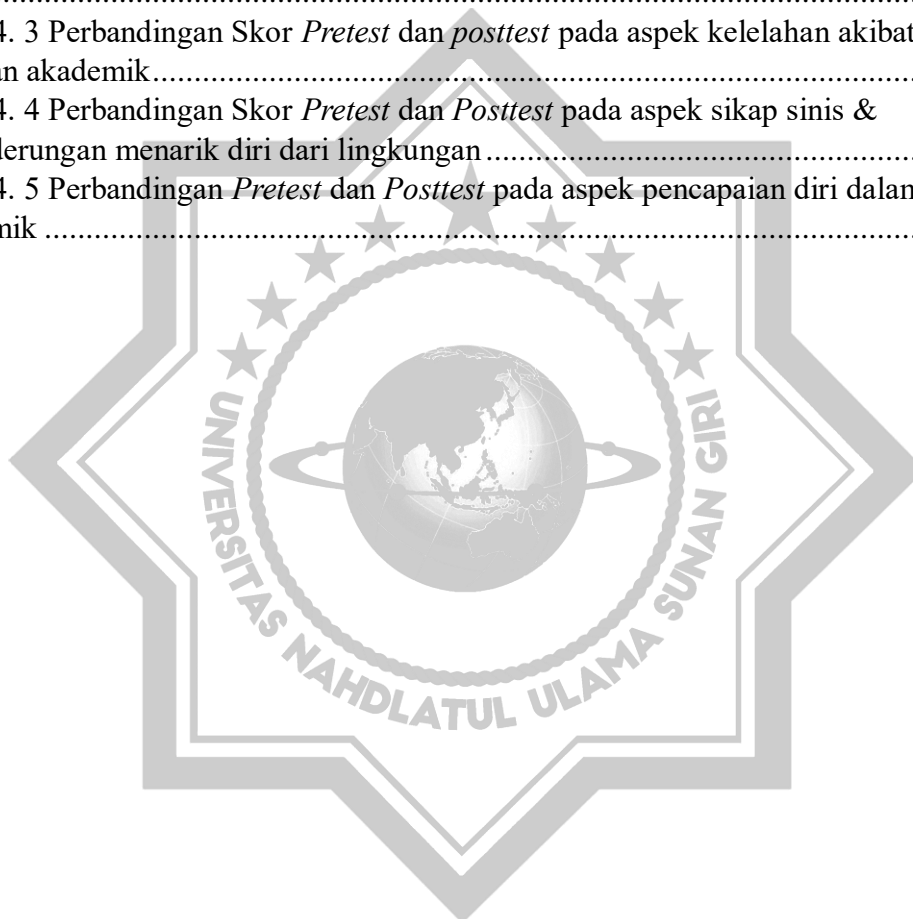 4. 3 Perbandingan Skor Pretest dan posttest pada aspek kelelahan akibat
an akademik
4. 4 Perbandingan Skor Pretest dan Posttest pada aspek sikap sinis &
derungan menarik diri dari lingkungan
4. 5 Perbandingan Pretest dan Posttest pada aspek pencapaian diri dalam
mik
UNIVERSITAS NAHDLATUL ULAMA SUNAN GIRI